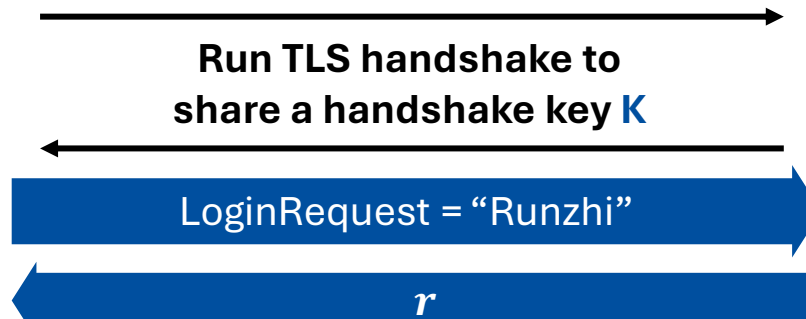 Run TLS handshake to
share a handshake key K
LoginRequest = “Runzhi”
r